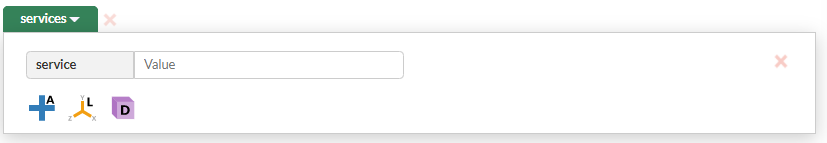 services
service Value
A
Y L
Z X
D